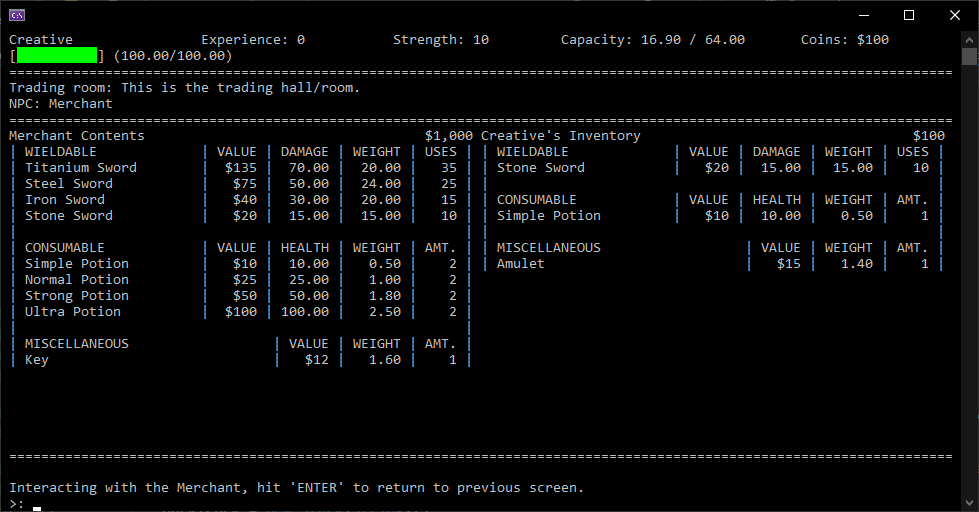 Creative Experience: 0 Strength: 10 Capacity: 16.90 / 64.00 Coins: $100
[ ] (100.00/100.00)
========================================================================================================================
Trading room: This is the trading hall/room.
NPC: Merchant
========================================================================================================================
Merchant Contents $1,000 Creative's Inventory $100
| WIELDABLE | VALUE | DAMAGE | WEIGHT | USES | | WIELDABLE | VALUE | DAMAGE | WEIGHT | USES |
| Titanium Sword | $135 | 70.00 | 20.00 | 35 | | Stone Sword | $20 | 15.00 | 15.00 | 10 |
| Steel Sword | $75 | 50.00 | 24.00 | 25 | | |
| Iron Sword | $40 | 30.00 | 20.00 | 15 | | CONSUMABLE | VALUE | HEALTH | WEIGHT | AMT. |
| Stone Sword | $20 | 15.00 | 15.00 | 10 | | Simple Potion | $10 | 10.00 | 0.50 | 1 |
| | | |
| CONSUMABLE | VALUE | HEALTH | WEIGHT | AMT. | | MISCELLANEOUS | VALUE | WEIGHT | AMT. |
| Simple Potion | $10 | 10.00 | 0.50 | 2 | | Amulet | $15 | 1.40 | 1 |
| Normal Potion | $25 | 25.00 | 1.00 | 2 |
| Strong Potion | $50 | 50.00 | 1.80 | 2 |
| Ultra Potion | $100 | 100.00 | 2.50 | 2 |
| |
| MISCELLANEOUS | VALUE | WEIGHT | AMT. |
| Key | $12 | 1.60 | 1 |
========================================================================================================================
Interacting with the Merchant, hit 'ENTER' to return to previous screen.
>: _